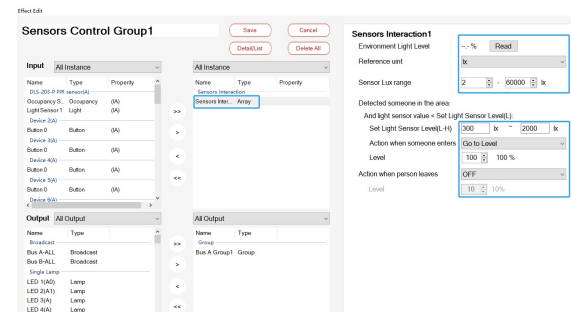 Effect Edit
Sensors Control Group1
Save
Cancel
Detail/List
Delete All
Input
All Instance
Name Type Properity
DLS-203-P PIR sensor(A)
Occupancy S... Occupancy (IA)
Light Sensor 1 Light (IA)
Device 2(A)
Button 0 Button (IA)
Device 3(A)
Button 0 Button (IA)
Device 4(A)
Button 0 Button (IA)
Device 5(A)
Button 0 Button (IA)
Device 6(A)
>>
>
<
<<
All Instance
Name Type Properity
Sensors Interaction
Sensors Inter... Array
Output
All Output
Name Type
Broadcast
Bus A-ALL Broadcast
Bus B-ALL Broadcast
Single Lamp
LED 1(A0) Lamp
LED 2(A1) Lamp
LED 3(A) Lamp
LED 4(A) Lamp
>>
>
<
<<
All Output
Name Type
Group
Bus A Group1 Group
Sensors Interaction1
Environment Light Level --.- % Read
Reference uint lx
Sensor Lux range 2 - 60000 lx
Detected someone in the area:
And light sensor value < Set Light Sensor Level(L):
Set Light Sensor Level(L-H) 300 lx ~ 2000 lx
Action when someone enters Go to Level
Level 100 100 %
Action when person leaves OFF
Level 10 10%